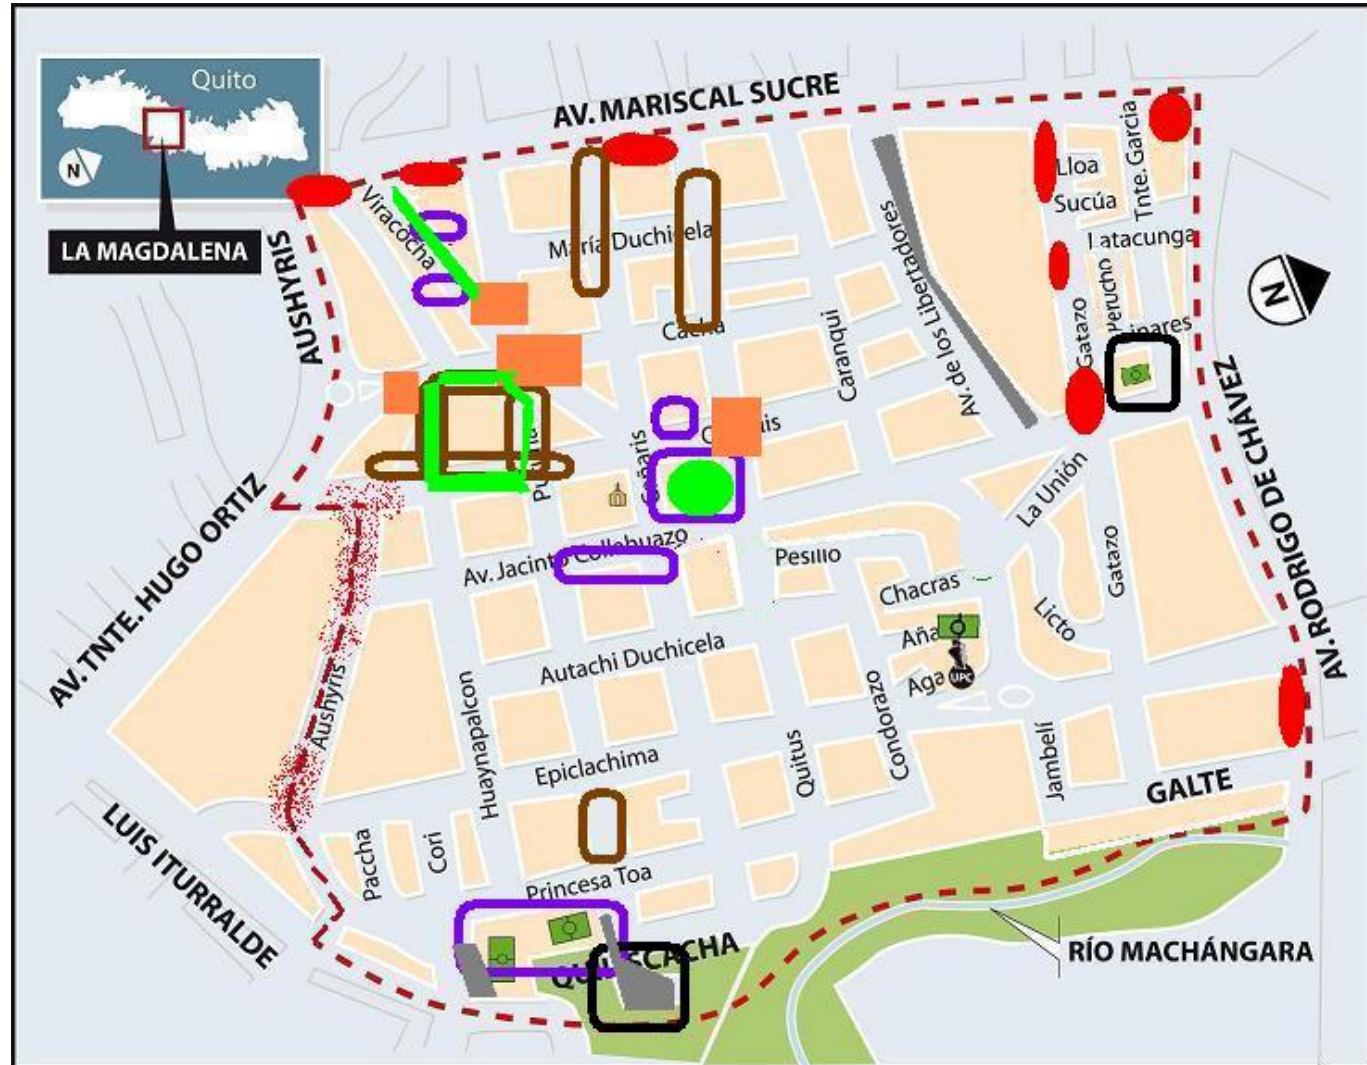 AV. MARISCAL SUCRE
Quito
N
LA MAGDALENA
AUSHYRIS
Viracocha
María Duchicela
Cacha
Caranqui
Av. de los Libertadores
Lloa
Sucúa
Tnte. García
Latacunga
Perucho
Gatazo
N
AV. RODRIGO DE CHÁVEZ
AV. TNTE. HUGO ORTIZ
Cañaris
La Unión
Av. Jacinto Collahuazo
Pesillo
Chacras
Gatazo
Licto
UPC
Autachi Duchicela
Aushyris
Huaynapalcon
Condorazo
Quitus
Epiclachima
Jambelí
GALTE
LUIS ITURRALDE
Paccha
Cori
Princesa Toa
RÍO MACHÁNGARA